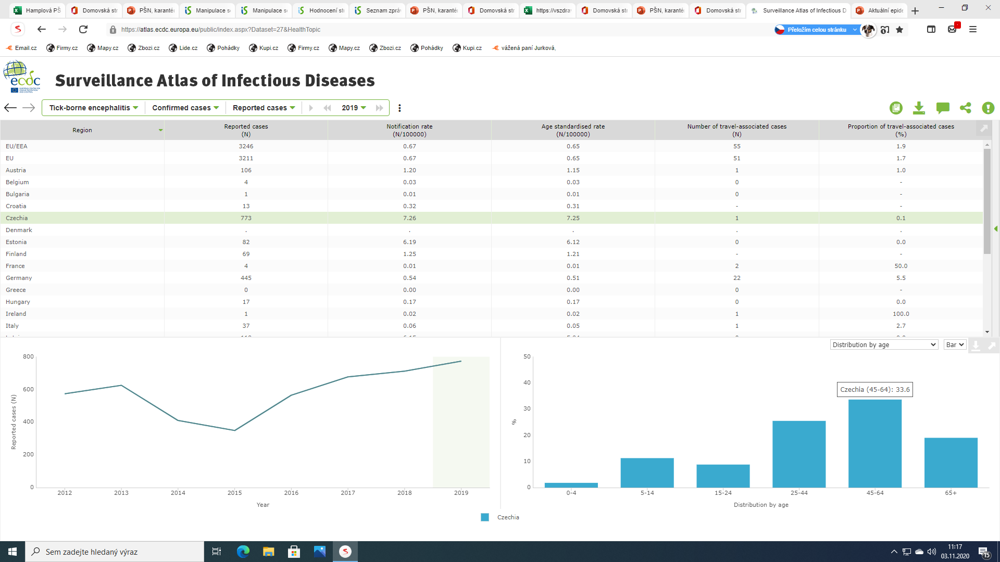 Hamplová PŠ
Domovská str
PŠN, karanté
Manipulace s
Manipulace s
Hodnocení st
Seznam zpráv
PŠN, karanté
Domovská str
https://vszdra
Domovská str
PŠN, karanté
Domovská str
Surveillance Atlas of Infectious D
Aktuální epide
https://atlas.ecdc.europa.eu/public/index.aspx?Dataset=27&HealthTopic
Přeložím celou stránku
Email.cz Firmy.cz Mapy.cz Zbozi.cz Lide.cz Pohádky Kupi.cz Firmy.cz Mapy.cz Zbozi.cz Pohádky Kupi.cz vážená paní Jurková,
ecdc
Surveillance Atlas of Infectious Diseases
Tick-borne encephalitis Confirmed cases Reported cases 2019
Region Reported cases (N) Notification rate (N/100000) Age standardised rate (N/100000) Number of travel-associated cases (N) Proportion of travel-associated cases (%)
EU/EEA 3246 0.67 0.65 55 1.9
EU 3211 0.67 0.65 51 1.7
Austria 106 1.20 1.15 1 1.0
Belgium 4 0.03 0.03 0 -
Bulgaria 1 0.01 0.01 0 -
Croatia 13 0.32 0.31 - -
Czechia 773 7.26 7.25 1 0.1
Denmark . . . . .
Estonia 82 6.19 6.12 0 0.0
Finland 69 1.25 1.21 - -
France 4 0.01 0.01 2 50.0
Germany 445 0.54 0.51 22 5.5
Greece 0 0.00 0.00 0 -
Hungary 17 0.17 0.17 0 0.0
Ireland 1 0.02 0.02 1 100.0
Italy 37 0.06 0.05 1 2.7
Reported cases (N)
800
600
400
200
0
2012 2013 2014 2015 2016 2017 2018 2019
Year
Distribution by age Bar
%
50
40
30
20
10
0
Czechia (45-64): 33.6
0-4 5-14 15-24 25-44 45-64 65+
Distribution by age
Czechia
Sem zadejte hledaný výraz
11:17
03.11.2020
15